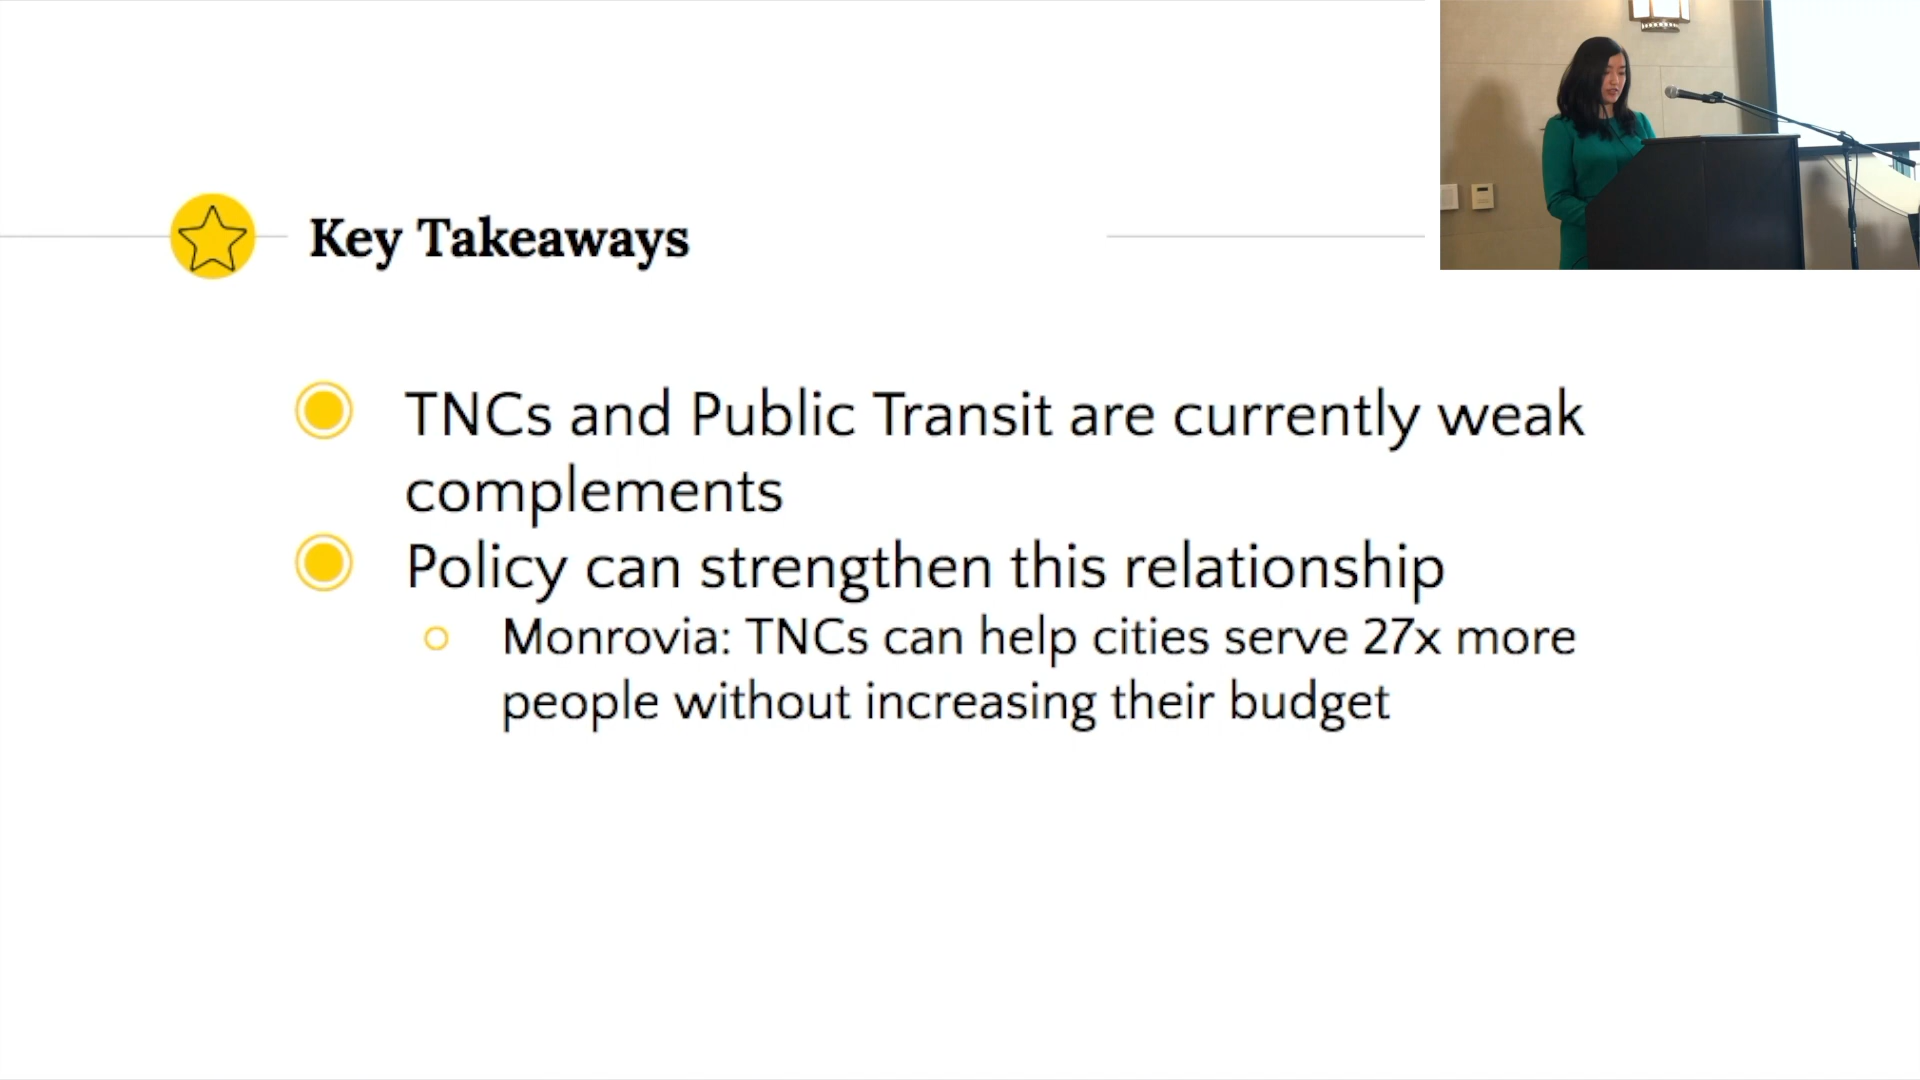 Key Takeaways
TNCs and Public Transit are currently weak
complements
Policy can strengthen this relationship
Monrovia: TNCs can help cities serve 27x more
people without increasing their budget